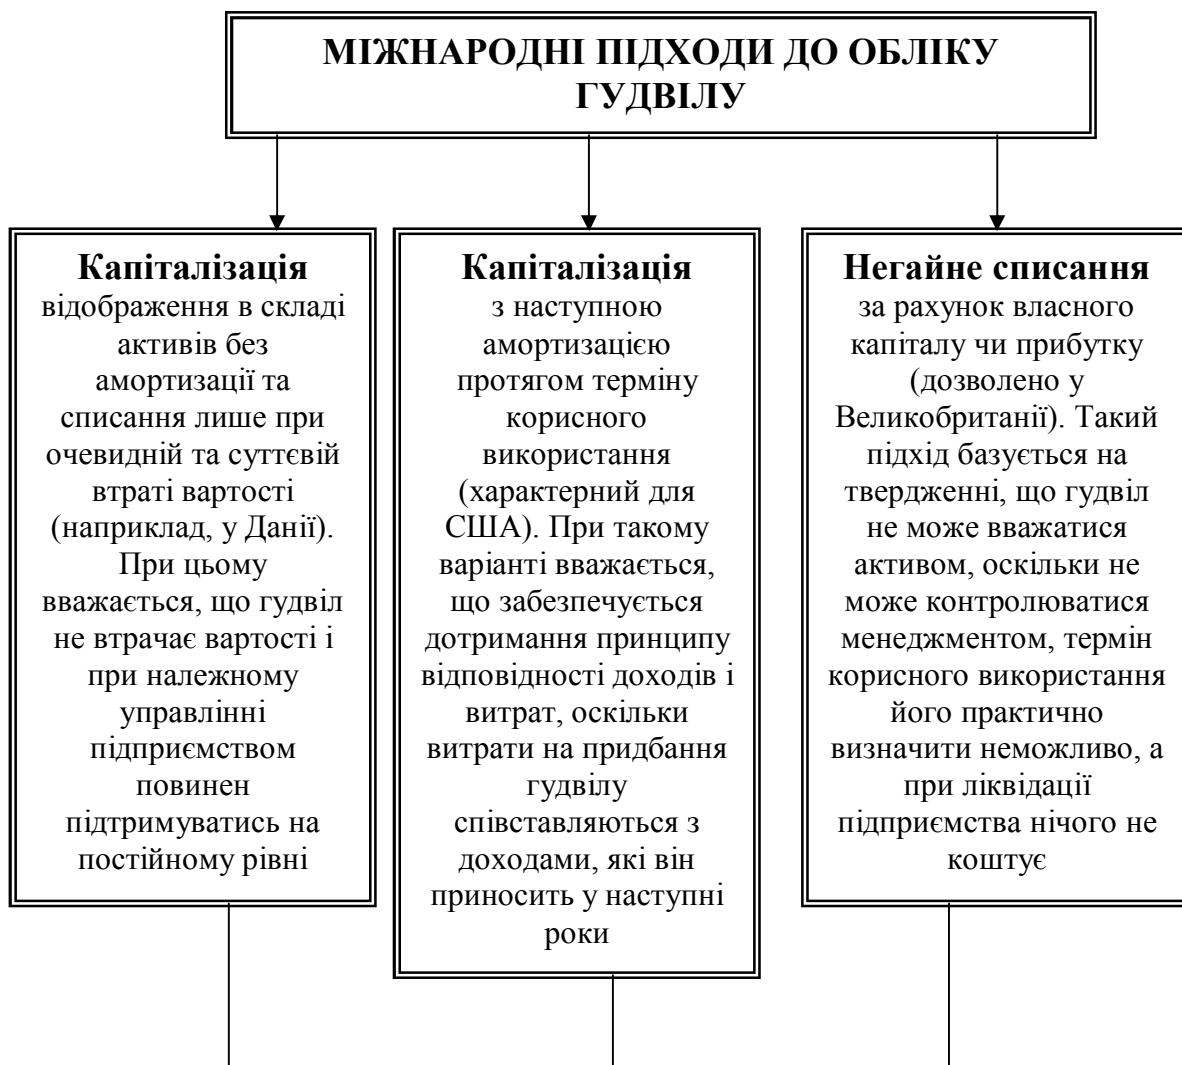 МІЖНАРОДНІ ПІДХОДИ ДО ОБЛІКУ
ГУДВІЛУ
Капіталізація
відображення в складі
активів без
амортизації та
списання лише при
очевидній та суттєвій
втраті вартості
(наприклад, у Данії).
При цьому
вважається, що гудвіл
не втрачає вартості і
при належному
управлінні
підприємством
повинен
підтримуватись на
постійному рівні
Капіталізація
з наступною
амортизацією
протягом терміну
корисного
використання
(характерний для
США). При такому
варіанті вважається,
що забезпечується
дотримання принципу
відповідності доходів і
витрат, оскільки
витрати на придбання
гудвілу
співставляються з
доходами, які він
приносить у наступні
роки
Негайне списання
за рахунок власного
капіталу чи прибутку
(дозволено у
Великобританії). Такий
підхід базується на
твердженні, що гудвіл
не може вважатися
активом, оскільки не
може контролюватися
менеджментом, термін
корисного використання
його практично
визначити неможливо, а
при ліквідації
підприємства нічого не
коштує